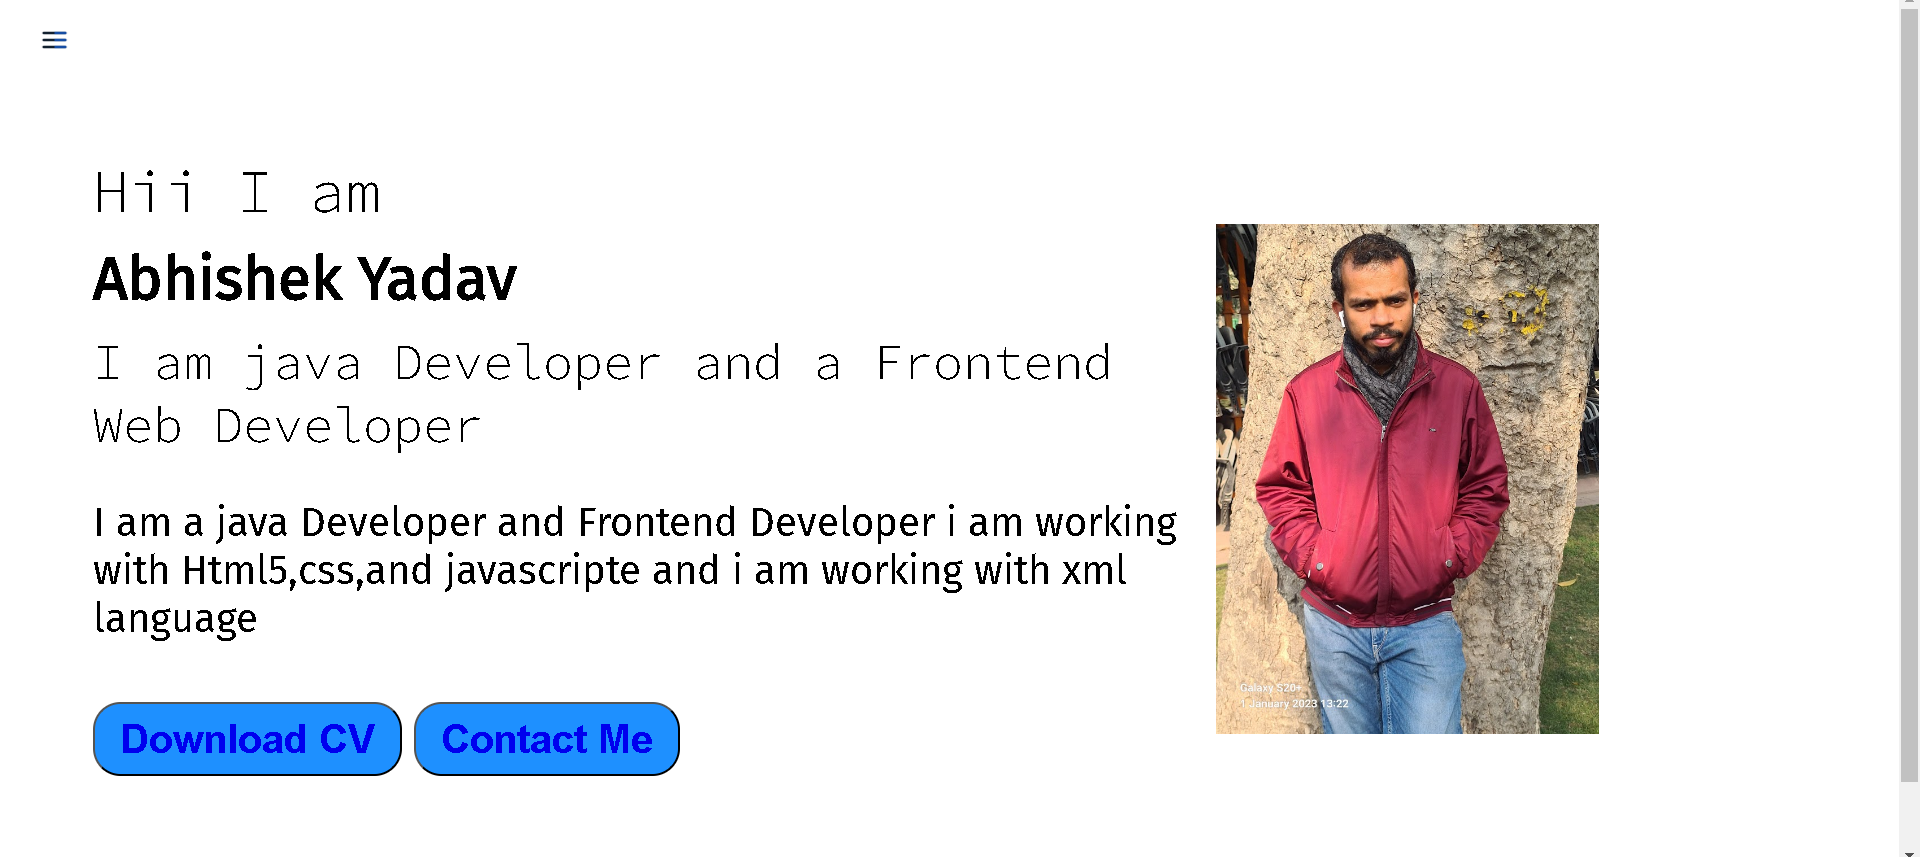 Hii I am
Abhishek Yadav
I am java Developer and a Frontend
Web Developer
I am a java Developer and Frontend Developer i am working
with Html5,css,and javascripte and i am working with xml
language
Download CV
Contact Me
Galaxy S20+
1 January 2023 13:22